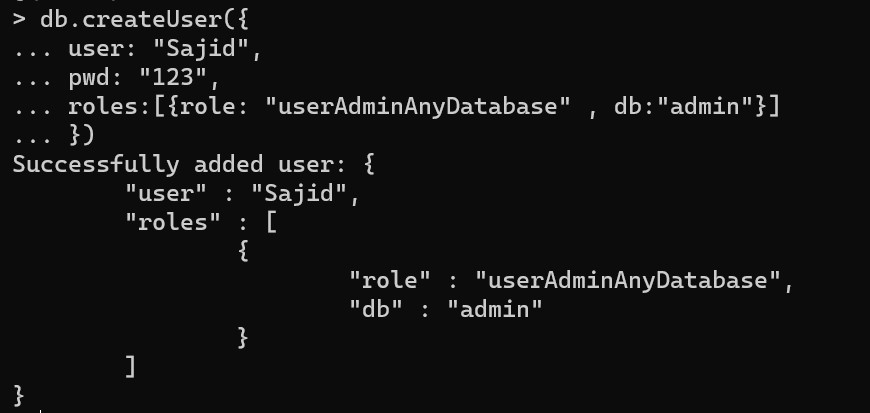 > db.createUser({
... user: "Sajid",
... pwd: "123",
... roles:[{role: "userAdminAnyDatabase" , db:"admin"}]
... })
Successfully added user: {
        "user" : "Sajid",
        "roles" : [
                {
                        "role" : "userAdminAnyDatabase",
                        "db" : "admin"
                }
        ]
}